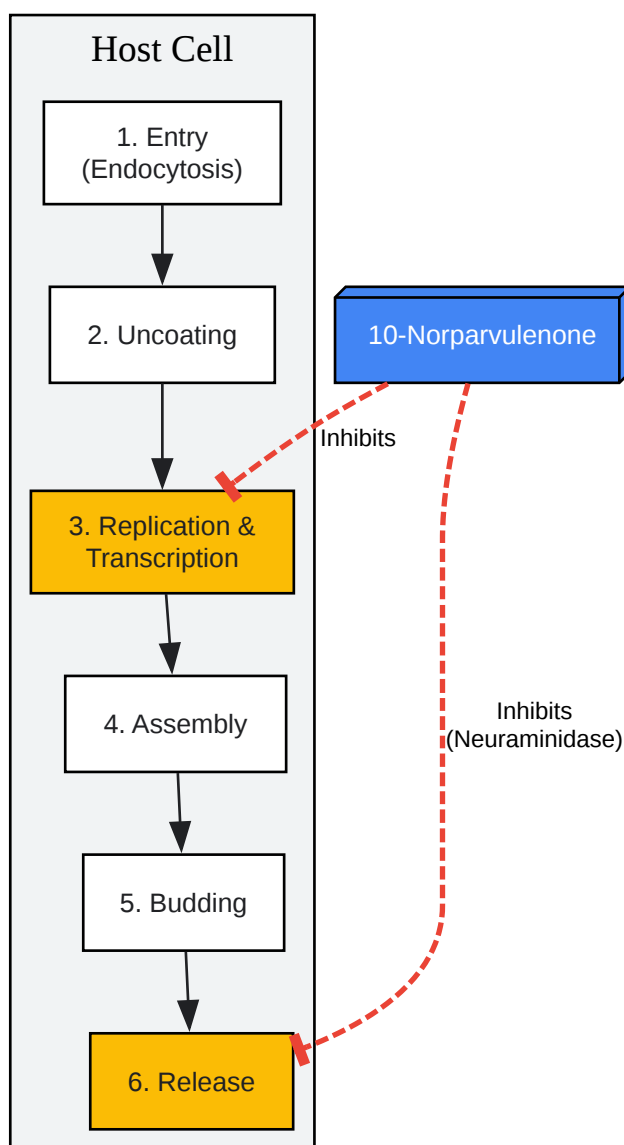 Host Cell
1. Entry
(Endocytosis)
2. Uncoating
10-Norparvulenone
Inhibits
3. Replication &
Transcription
4. Assembly
Inhibits
(Neuraminidase)
5. Budding
6. Release